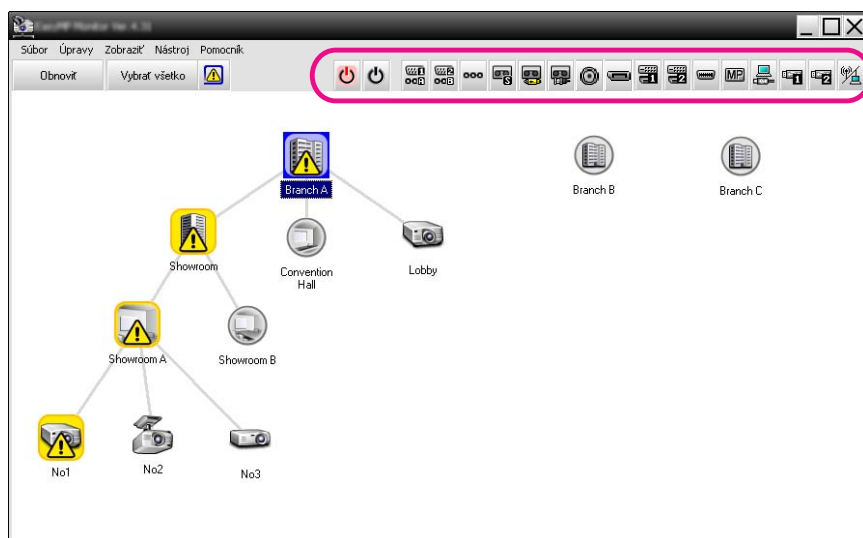 EasyMP Monitor Ver. 4.31
Súbor Úpravy Zobraziť Nástroj Pomocník
Obnoviť Vybrať všetko
MP
Branch A
Branch B
Branch C
Showroom
Convention
Hall
Lobby
Showroom A
Showroom B
No1
No2
No3